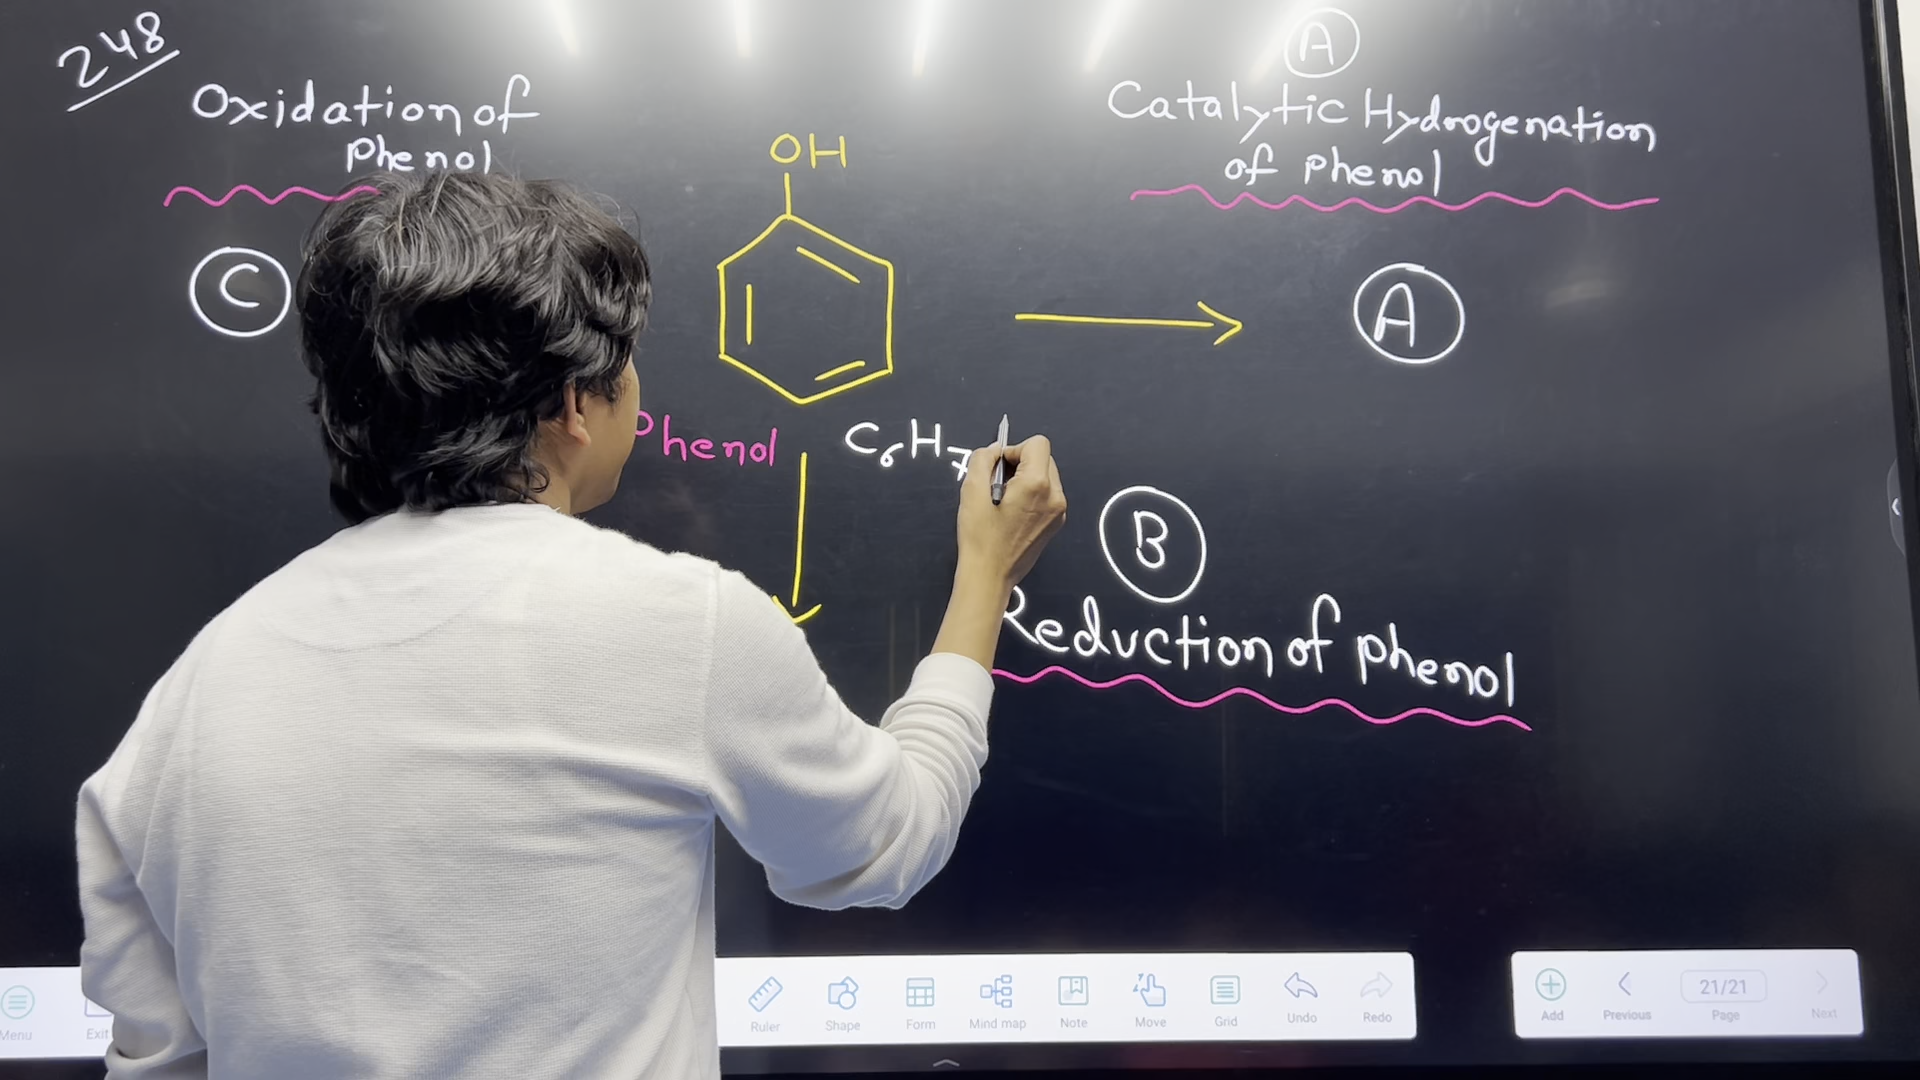 248
Oxidation of
Phenol
C
OH
A
Catalytic Hydrogenation
of phenol
A
Phenol
C6H7
B
Reduction of phenol
Menu
Exit
Ruler
Shape
Form
Mind map
Note
Move
Grid
Undo
Redo
Add
Previous
21/21
Page
Next